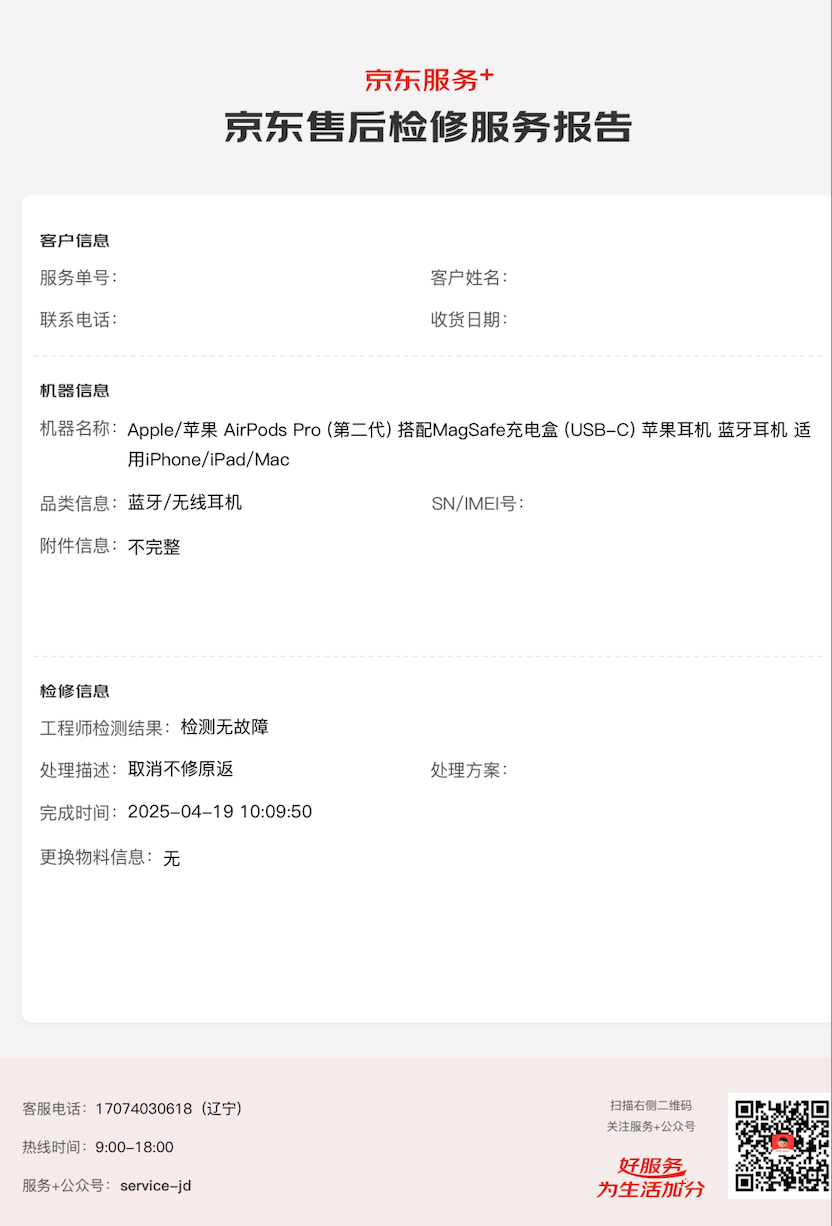 京东服务+
京东售后检修服务报告
客户信息
服务单号：
客户姓名：
联系电话：
收货日期：
机器信息
机器名称： Apple/苹果 AirPods Pro (第二代) 搭配MagSafe充电盒 (USB-C) 苹果耳机 蓝牙耳机 适
用iPhone/iPad/Mac
品类信息： 蓝牙/无线耳机
SN/IMEI号：
附件信息： 不完整
检修信息
工程师检测结果： 检测无故障
处理描述： 取消不修原返
处理方案：
完成时间： 2025-04-19 10:09:50
更换物料信息： 无
客服电话： 17074030618（辽宁）
热线时间： 9:00-18:00
服务+公众号： service-jd
扫描右侧二维码
关注服务+公众号
好服务
为生活加分